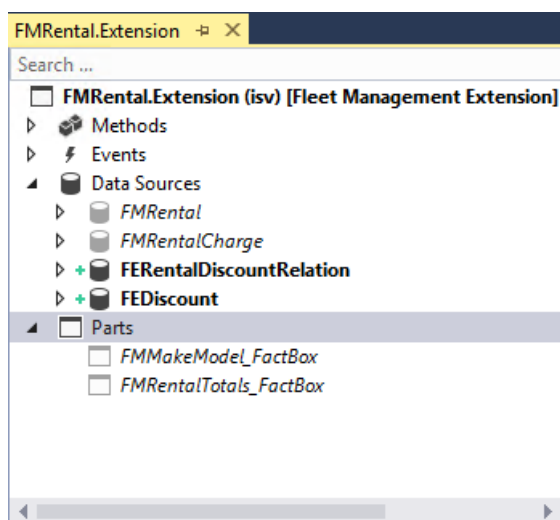 FMRental.Extension
Search ...
FMRental.Extension (isv) [Fleet Management Extension]
Methods
Events
Data Sources
FMRental
FMRentalCharge
FERentalDiscountRelation
FEDiscount
Parts
FMMakeModel_FactBox
FMRentalTotals_FactBox